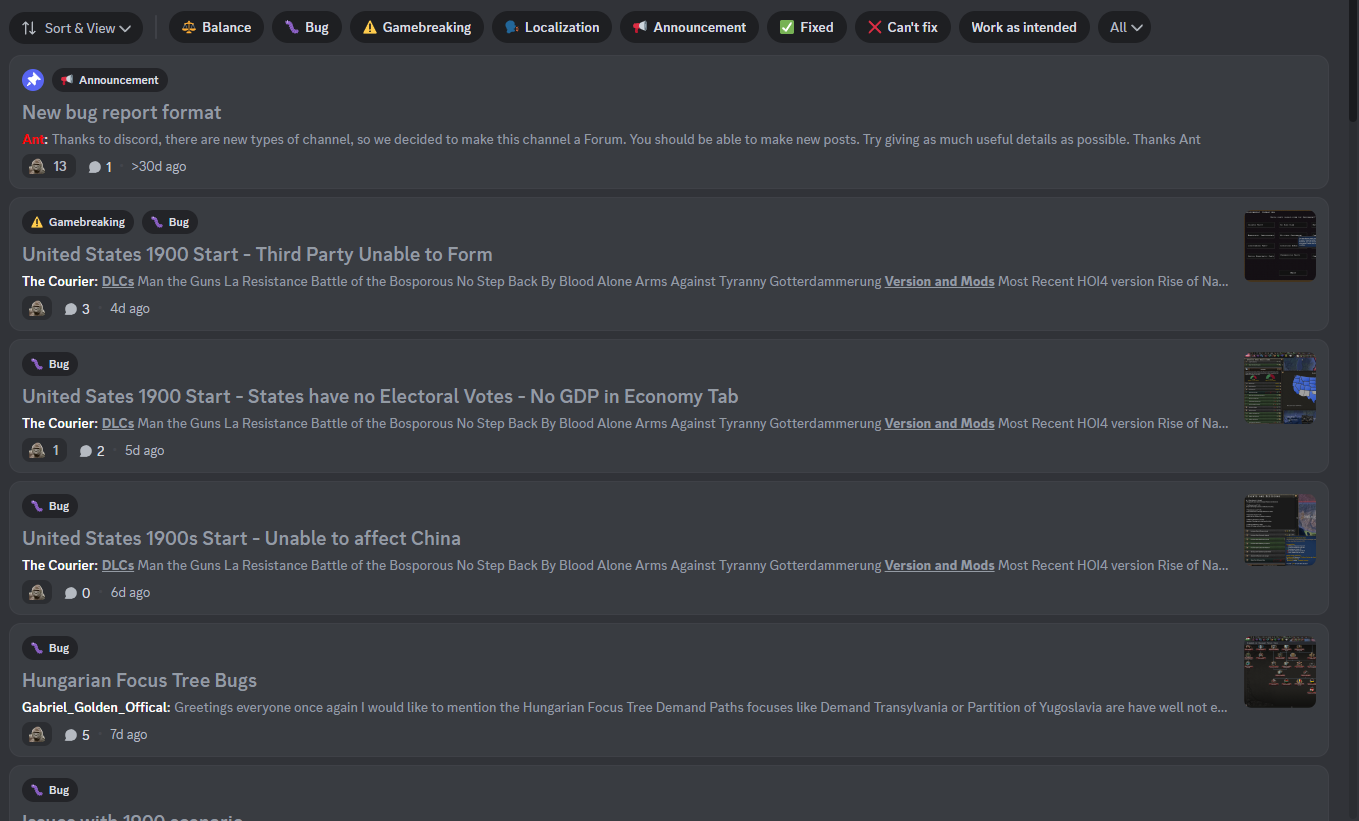 Sort & View Balance Bug Gamebreaking Localization Announcement Fixed Can't fix Work as intended All
Announcement
New bug report format
Ant: Thanks to discord, there are new types of channel, so we decided to make this channel a Forum. You should be able to make new posts. Try giving as much useful details as possible. Thanks Ant
13 1 · >30d ago
Gamebreaking Bug
United States 1900 Start - Third Party Unable to Form
The Courier: DLCs Man the Guns La Resistance Battle of the Bosporous No Step Back By Blood Alone Arms Against Tyranny Gotterdammerung Version and Mods Most Recent HOI4 version Rise of Na...
3 · 4d ago
Bug
United Sates 1900 Start - States have no Electoral Votes - No GDP in Economy Tab
The Courier: DLCs Man the Guns La Resistance Battle of the Bosporous No Step Back By Blood Alone Arms Against Tyranny Gotterdammerung Version and Mods Most Recent HOI4 version Rise of Na...
1 2 · 5d ago
Bug
United States 1900s Start - Unable to affect China
The Courier: DLCs Man the Guns La Resistance Battle of the Bosporous No Step Back By Blood Alone Arms Against Tyranny Gotterdammerung Version and Mods Most Recent HOI4 version Rise of Na...
0 · 6d ago
Bug
Hungarian Focus Tree Bugs
Gabriel_Golden_Offical: Greetings everyone once again I would like to mention the Hungarian Focus Tree Demand Paths focuses like Demand Transylvania or Partition of Yugoslavia are have well not e...
5 · 7d ago
Bug
Issues with 1900 scenario